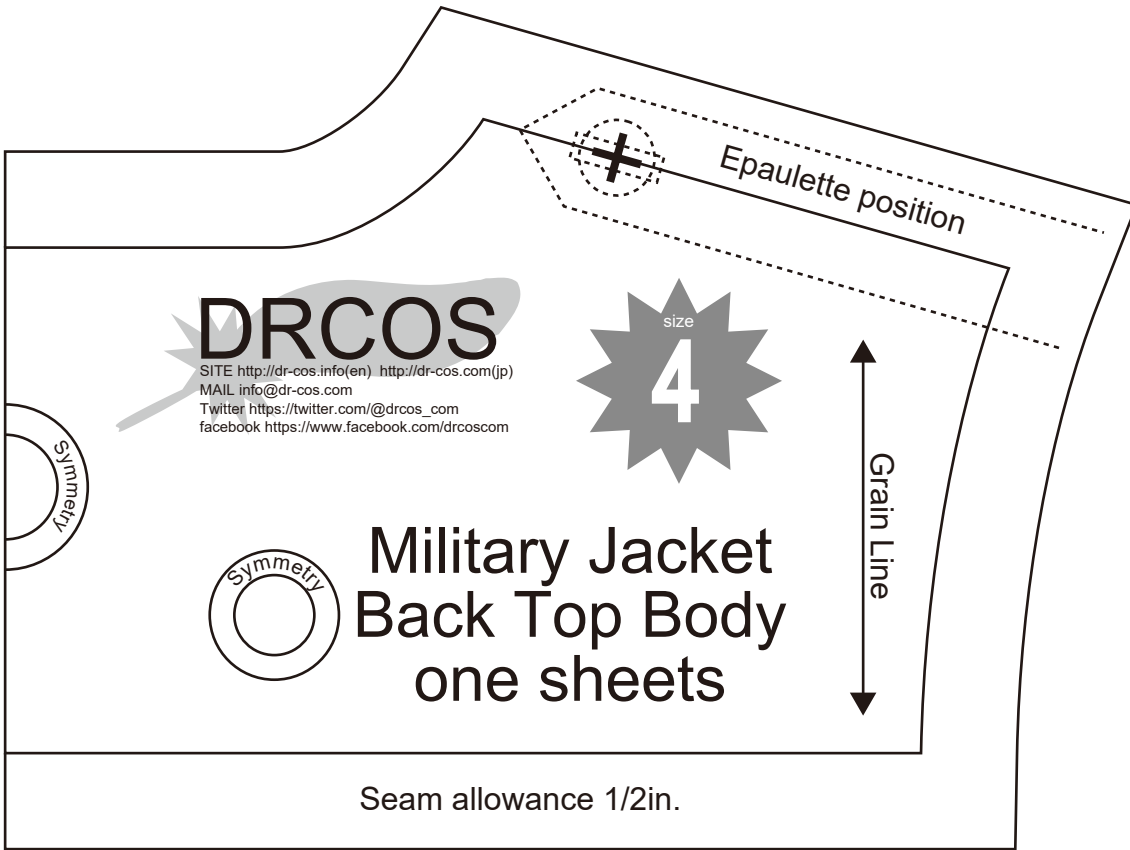 Epaulette position
DRCOS
SITE http://dr-cos.info(en)  http://dr-cos.com(jp)
MAIL info@dr-cos.com
Twitter https://twitter.com/@drcos_com
facebook https://www.facebook.com/drcoscom
size
4
Symmetry
Grain Line
Symmetry
Military Jacket
Back Top Body
one sheets
Seam allowance 1/2in.